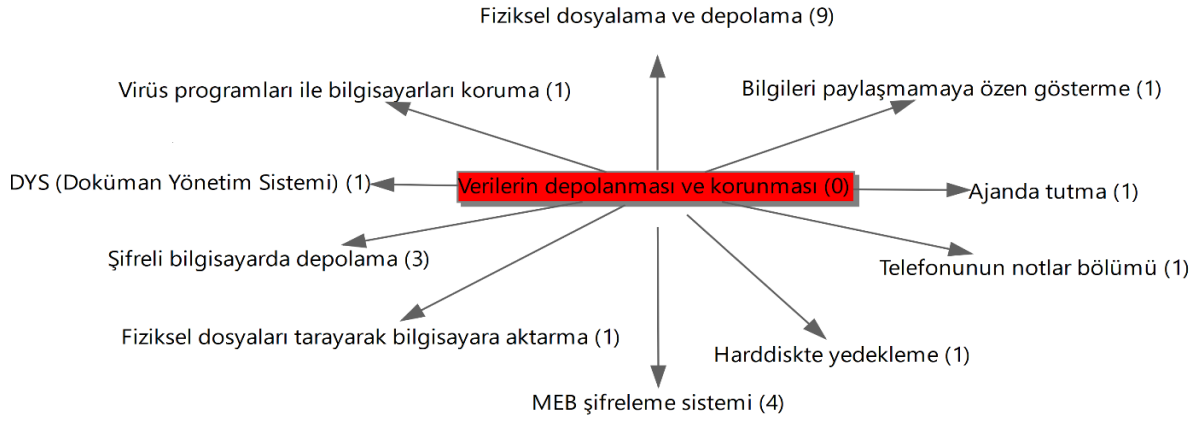 Fiziksel dosyalama ve depolama (9)
Virüs programları ile bilgisayarları koruma (1)
Bilgileri paylaşmamaya özen gösterme (1)
DYS (Doküman Yönetim Sistemi) (1)
Verilerin depolanması ve korunması (0)
Ajanda tutma (1)
Şifreli bilgisayarda depolama (3)
Telefonunun notlar bölümü (1)
Fiziksel dosyaları tarayarak bilgisayara aktarma (1)
Harddiskte yedekleme (1)
MEB şifreleme sistemi (4)